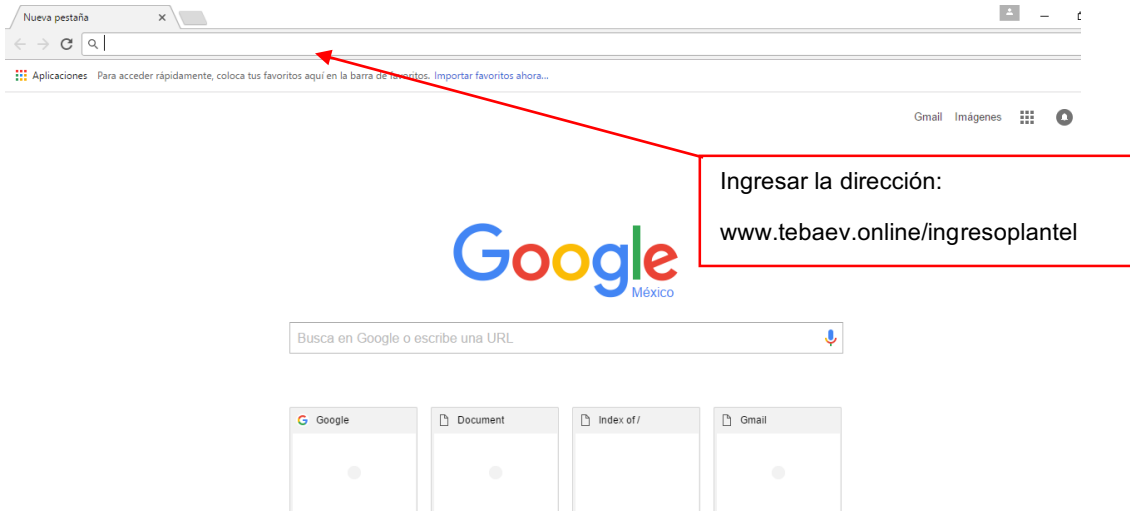 Nueva pestaña
Aplicaciones Para acceder rápidamente, coloca tus favoritos aquí en la barra de favoritos. Importar favoritos ahora...
Gmail Imágenes
Ingresar la dirección:
www.tebaev.online/ingresoplantel
Google
México
Busca en Google o escribe una URL
Google Document Index of / Gmail